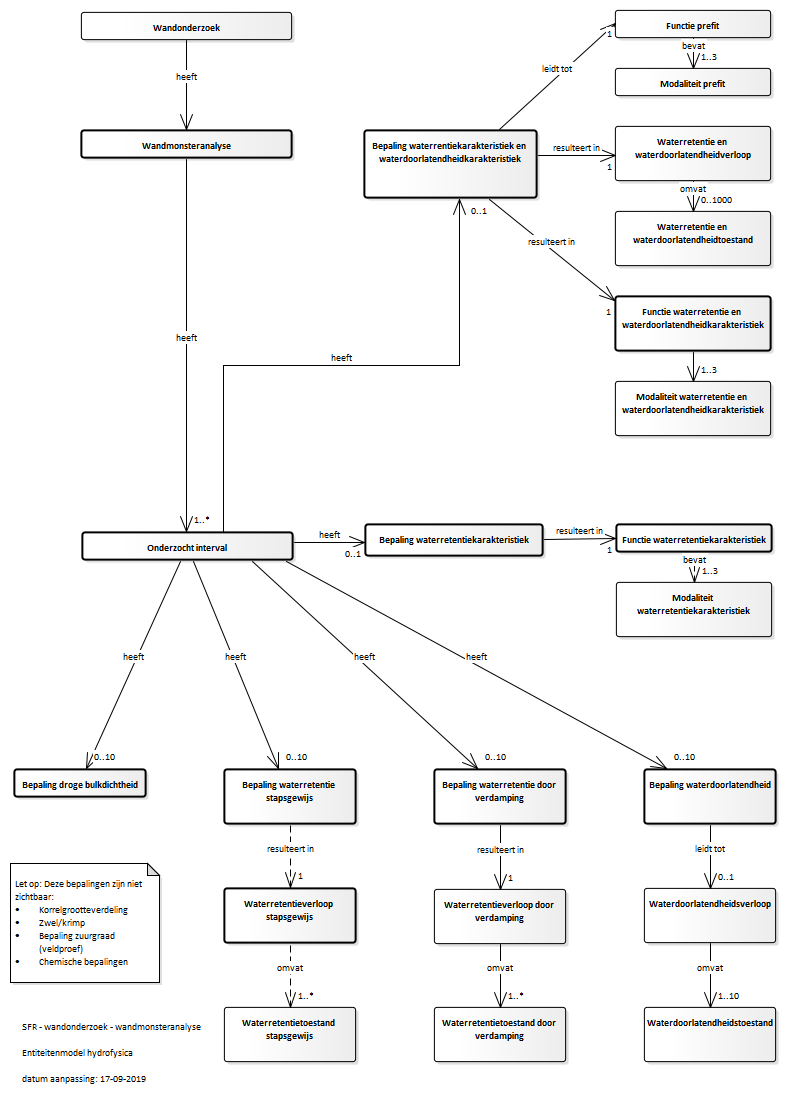 Wandonderzoek
heeft
Wandmonsteranalyse
heeft
1..*
Onderzocht interval
heeft
0..1
Bepaling waterrentiekarakteristiek en
waterdoorlatendheidkarakteristiek
leidt tot
1
Functie prefit
bevat
1..3
Modaliteit prefit
resulteert in
1
Waterretentie en
waterdoorlatendheidverloop
omvat
0..1000
Waterretentie en
waterdoorlatendheidtoestand
resulteert in
1
Functie waterretentie en
waterdoorlatendheidkarakteristiek
1..3
Modaliteit waterretentie en
waterdoorlatendheidkarakteristiek
heeft
0..1
Bepaling waterretentiekarakteristiek
resulteert in
1
Functie waterretentiekarakteristiek
bevat
1..3
Modaliteit
waterretentiekarakteristiek
heeft
heeft
heeft
heeft
0..10
0..10
0..10
0..10
Bepaling droge bulkdichtheid
Bepaling waterretentie
stapsgewijs
Bepaling waterretentie door
verdamping
Bepaling waterdoorlatendheid
resulteert in
1
resulteert in
1
leidt tot
0..1
Waterretentieverloop
stapsgewijs
Waterretentieverloop door
verdamping
Waterdoorlatendheidsverloop
omvat
1..*
omvat
1..*
omvat
1..10
Waterretentietoestand
stapsgewijs
Waterretentietoestand door
verdamping
Waterdoorlatendheidstoestand
Let op: Deze bepalingen zijn niet
zichtbaar:
• Korrelgrootteverdeling
• Zwel/krimp
• Bepaling zuurgraad
(veldproef)
• Chemische bepalingen
SFR - wandonderzoek - wandmonsteranalyse
Entiteitenmodel hydrofysica
datum aanpassing: 17-09-2019